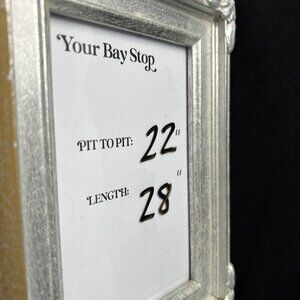 Your Bay Stop
PIT TO PIT: 22"
LENGTH: 28"